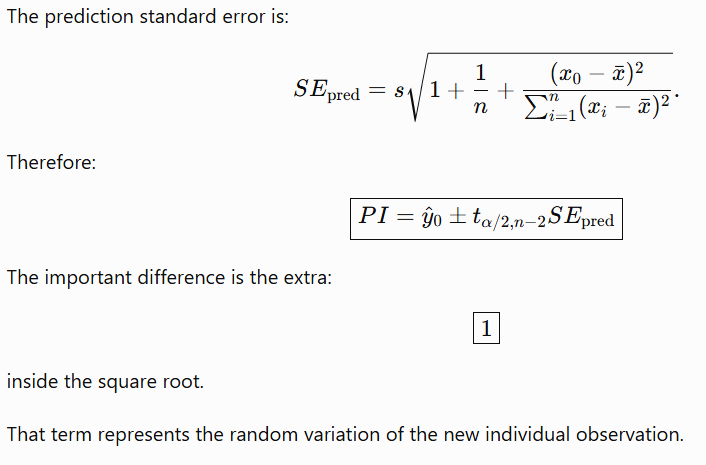 The prediction standard error is:
$SE_{\text{pred}} = s\sqrt{1 + \frac{1}{n} + \frac{(x_0 - \bar{x})^2}{\sum_{i=1}^{n}(x_i - \bar{x})^2}}.$
Therefore:
$\boxed{PI = \hat{y}_0 \pm t_{\alpha/2,n-2}SE_{\text{pred}}}$
The important difference is the extra:
$\boxed{1}$
inside the square root.
That term represents the random variation of the new individual observation.